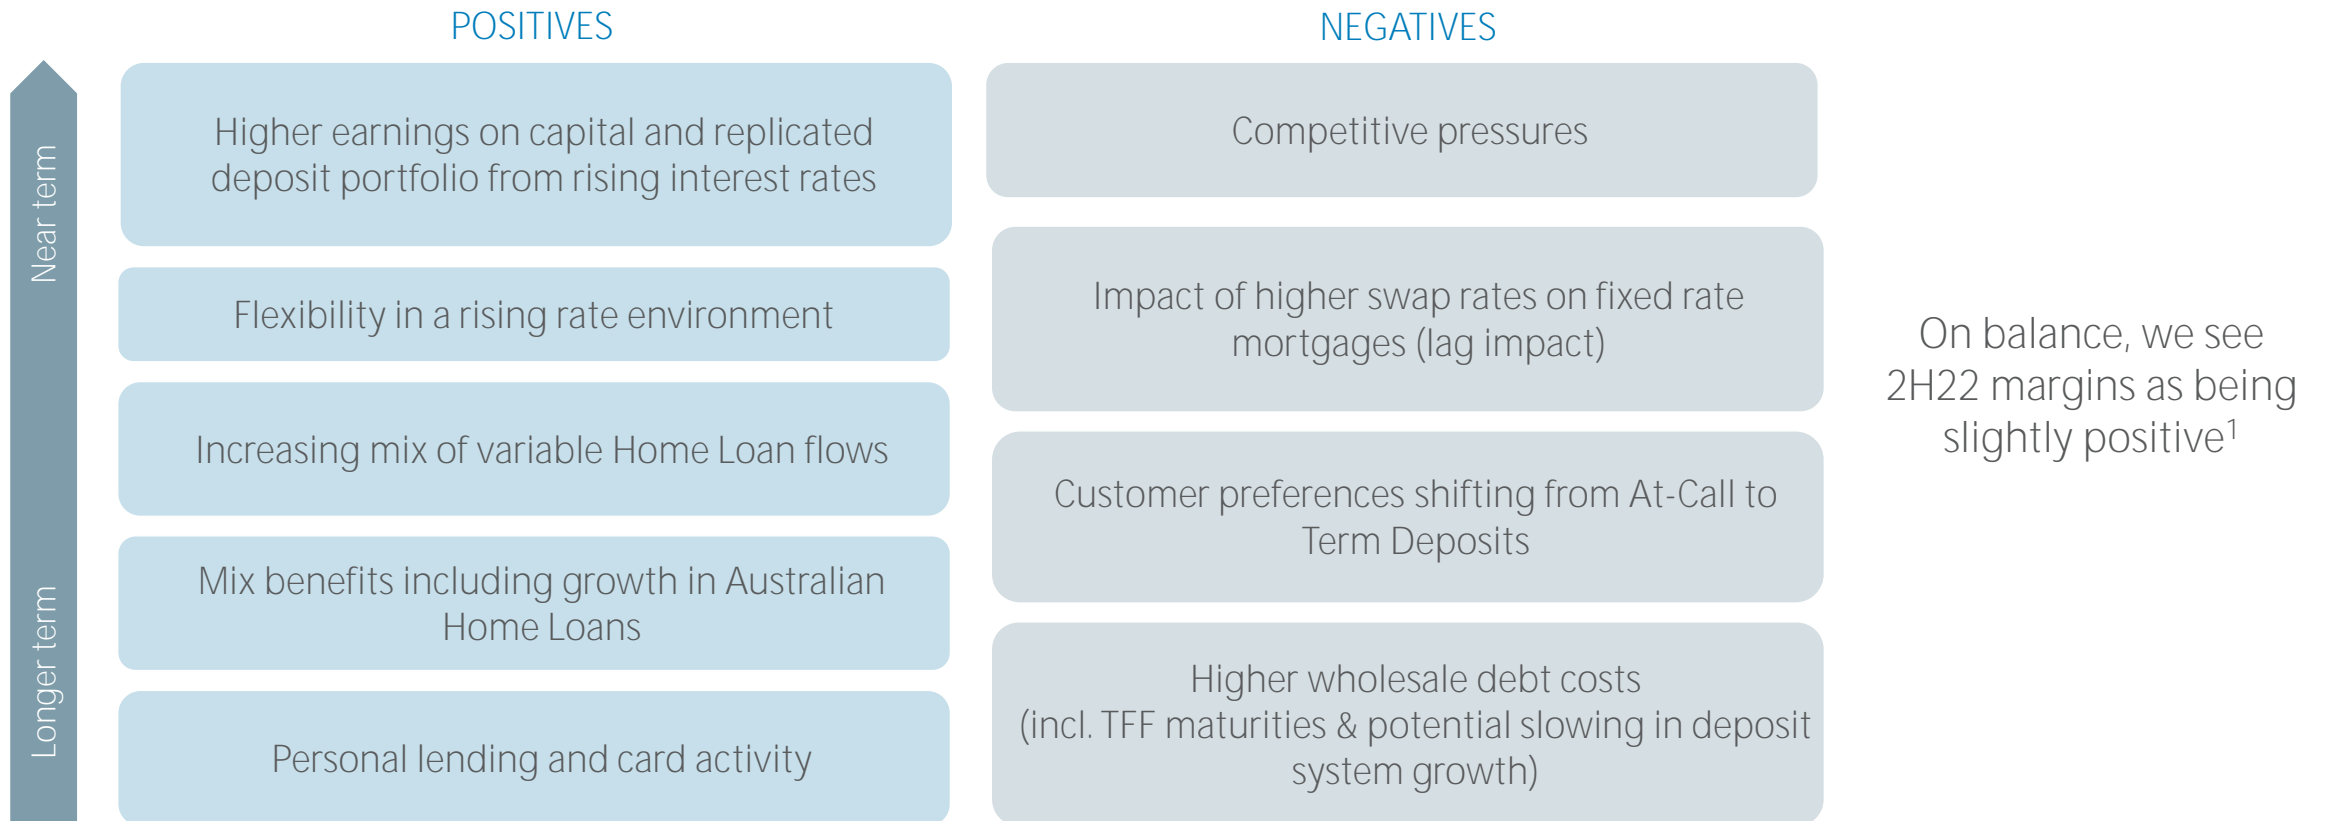 POSITIVES
NEGATIVES
Near term
Longer term
Higher earnings on capital and replicated
deposit portfolio from rising interest rates
Flexibility in a rising rate environment
Increasing mix of variable Home Loan flows
Mix benefits including growth in Australian
Home Loans
Personal lending and card activity
Competitive pressures
Impact of higher swap rates on fixed rate
mortgages (lag impact)
Customer preferences shifting from At-Call to
Term Deposits
Higher wholesale debt costs
(incl. TFF maturities & potential slowing in deposit
system growth)
On balance, we see
2H22 margins as being
slightly positive¹